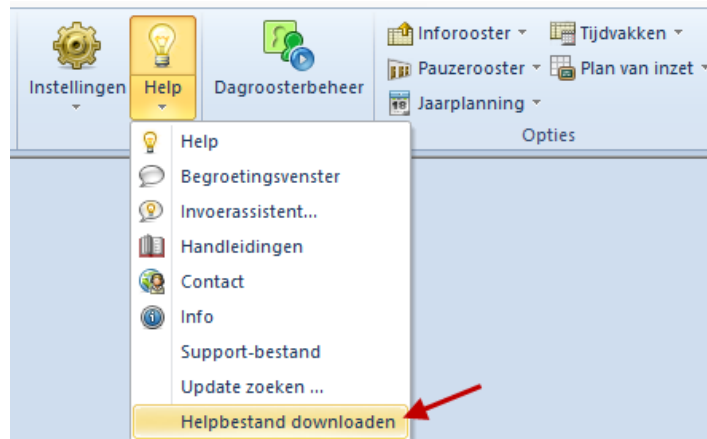 Instellingen
Help
Dagroosterbeheer
Inforooster
Tijdvakken
Pauzerooster
Plan van inzet
18
Jaarplanning
Opties
Help
Begroetingsvenster
Invoerassistent...
Handleidingen
Contact
Info
Support-bestand
Update zoeken ...
Helpbestand downloaden